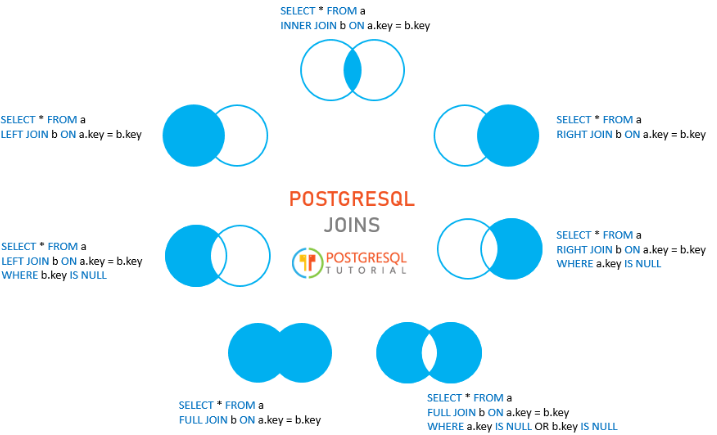 SELECT * FROM a
INNER JOIN b ON a.key = b.key
SELECT * FROM a
LEFT JOIN b ON a.key = b.key
SELECT * FROM a
RIGHT JOIN b ON a.key = b.key
POSTGRESQL
JOINS
POSTGRESQL
TUTORIAL
SELECT * FROM a
LEFT JOIN b ON a.key = b.key
WHERE b.key IS NULL
SELECT * FROM a
RIGHT JOIN b ON a.key = b.key
WHERE a.key IS NULL
SELECT * FROM a
FULL JOIN b ON a.key = b.key
SELECT * FROM a
FULL JOIN b ON a.key = b.key
WHERE a.key IS NULL OR b.key IS NULL